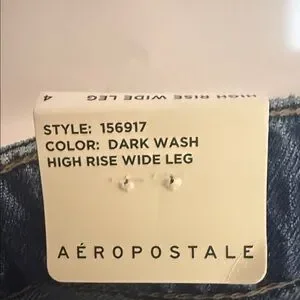 HIGH RISE WIDE LEG 4
STYLE: 156917
COLOR: DARK WASH
HIGH RISE WIDE LEG
AÉROPOSTALE